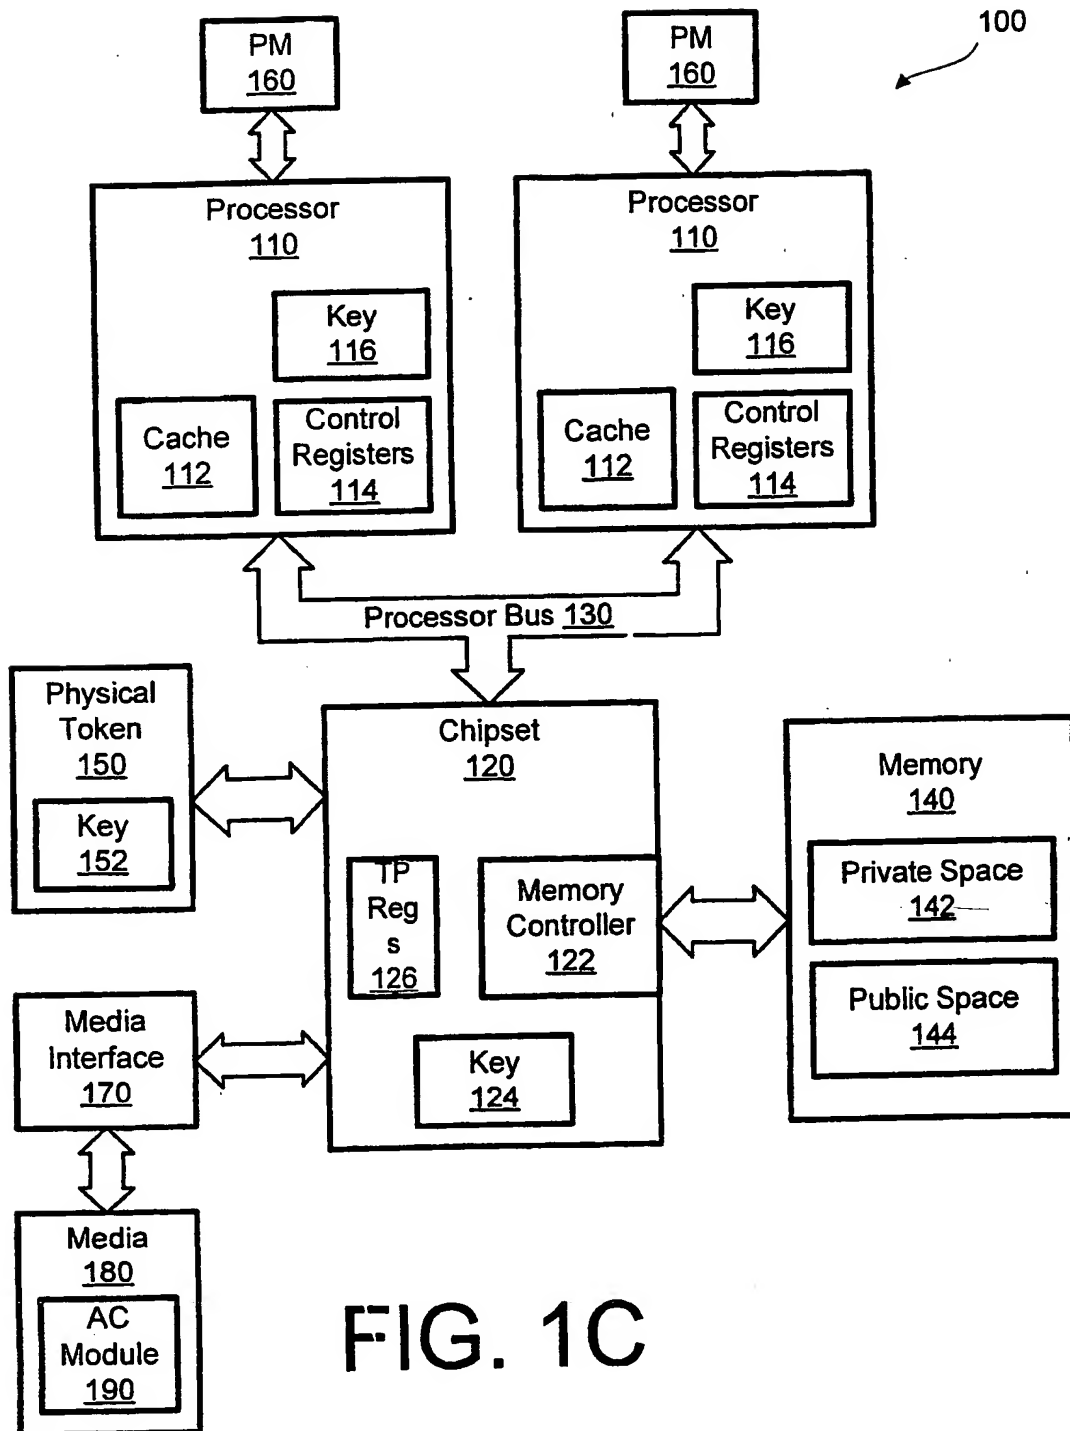 100
PM
160
PM
160
Processor
110
Key
116
Cache
112
Control
Registers
114
Processor
110
Key
116
Cache
112
Control
Registers
114
Processor Bus 130
Physical
Token
150
Key
152
Chipset
120
TP
Reg
s
126
Memory
Controller
122
Key
124
Memory
140
Private Space
142
Public Space
144
Media
Interface
170
Media
180
AC
Module
190
FIG. 1C